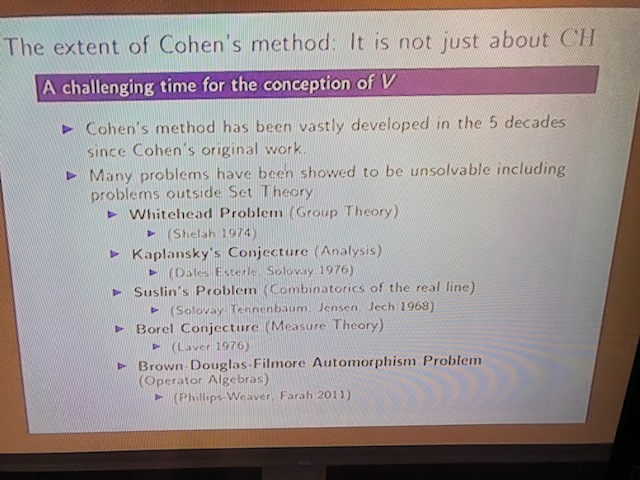 The extent of Cohen's method: It is not just about CH
A challenging time for the conception of V
Cohen's method has been vastly developed in the 5 decades
since Cohen's original work.
Many problems have been showed to be unsolvable including
problems outside Set Theory:
Whitehead Problem (Group Theory)
(Shelah 1974)
Kaplansky's Conjecture (Analysis)
(Dales-Esterle, Solovay 1976)
Suslin's Problem (Combinatorics of the real line)
(Solovay-Tennenbaum, Jensen, Jech 1968)
Borel Conjecture (Measure Theory)
(Laver 1976)
Brown-Douglas-Filmore Automorphism Problem
(Operator Algebras)
(Phillips-Weaver, Farah 2011)